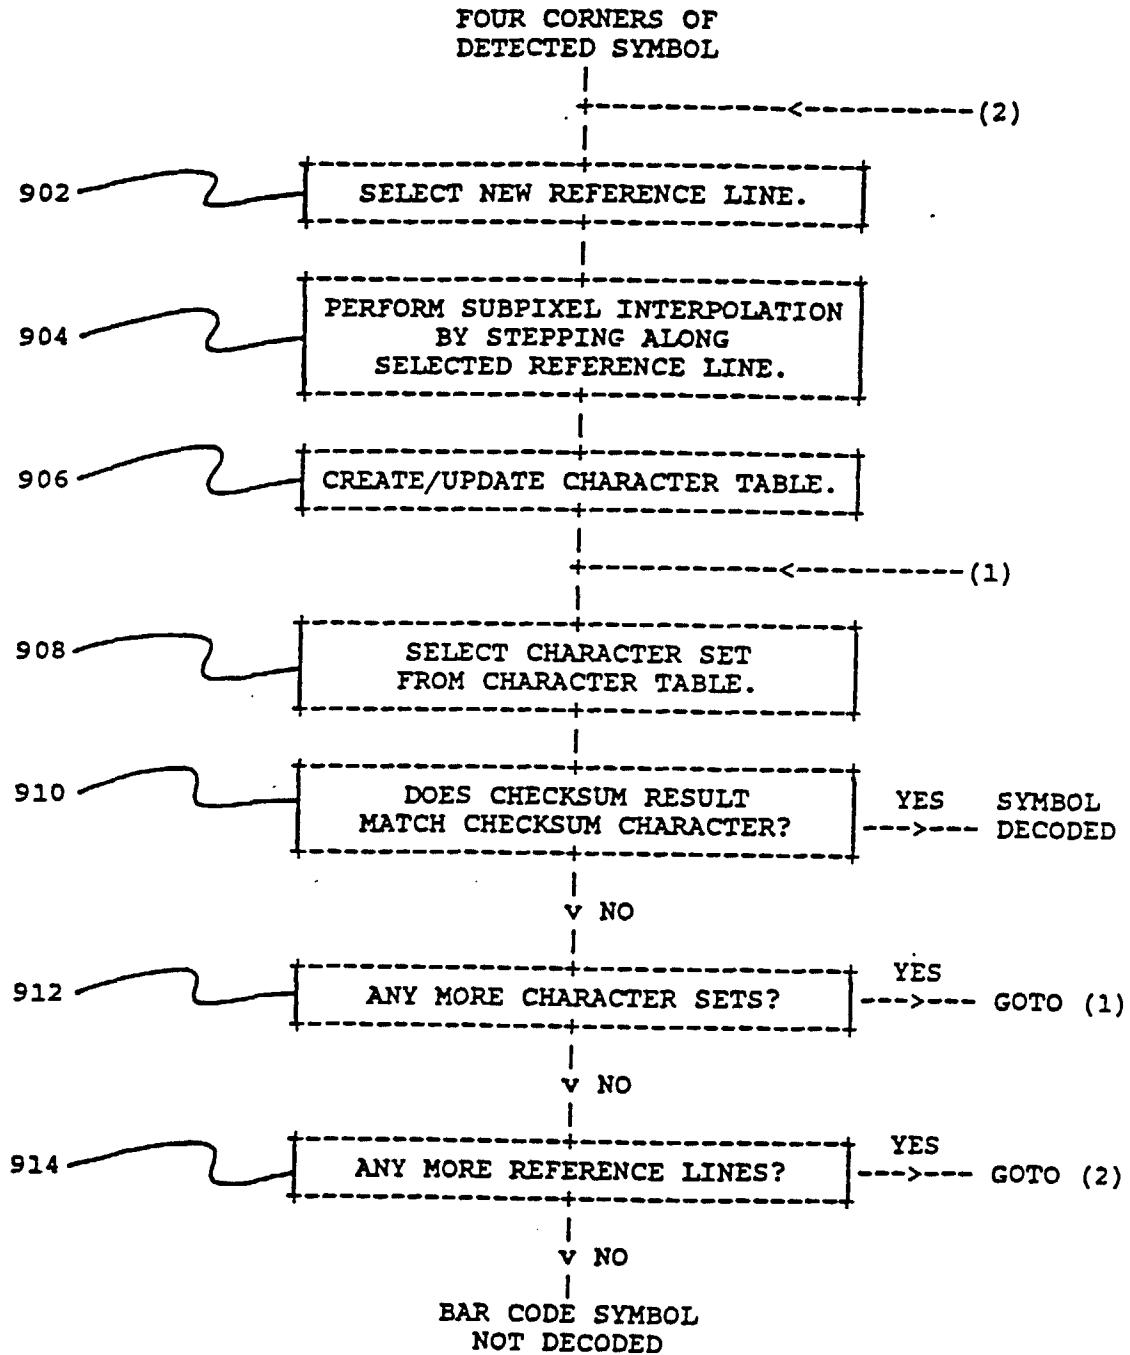 FOUR CORNERS OF
DETECTED SYMBOL
(2)
902
SELECT NEW REFERENCE LINE.
904
PERFORM SUBPIXEL INTERPOLATION
BY STEPPING ALONG
SELECTED REFERENCE LINE.
906
CREATE/UPDATE CHARACTER TABLE.
(1)
908
SELECT CHARACTER SET
FROM CHARACTER TABLE.
910
DOES CHECKSUM RESULT
MATCH CHECKSUM CHARACTER?
YES SYMBOL
DECODED
NO
912
ANY MORE CHARACTER SETS?
YES
GOTO (1)
NO
914
ANY MORE REFERENCE LINES?
YES
GOTO (2)
NO
BAR CODE SYMBOL
NOT DECODED